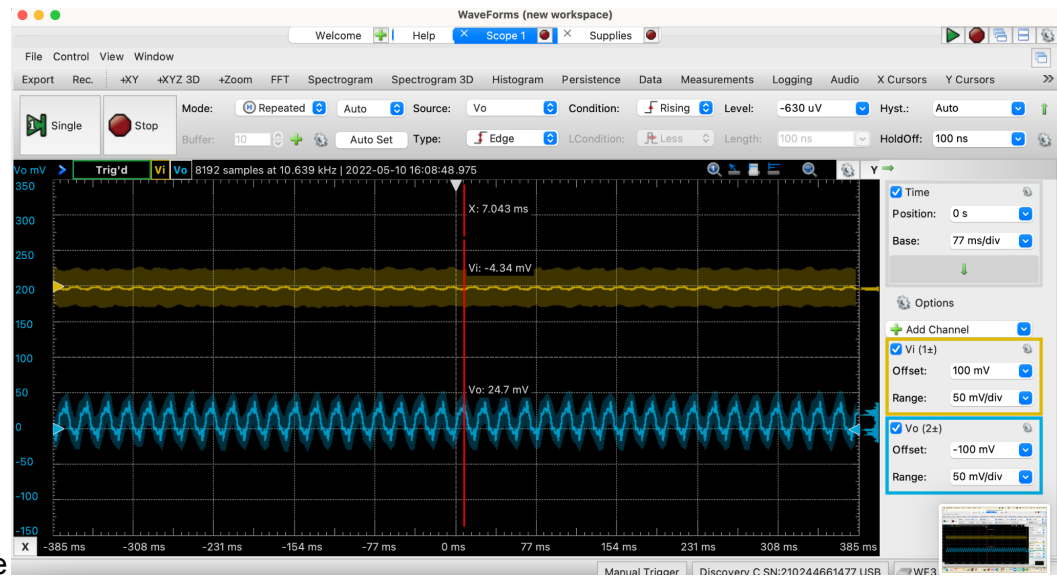 WaveForms (new workspace)
Welcome Help Scope 1 Supplies
File Control View Window
Export Rec. +XY +XYZ 3D +Zoom FFT Spectrogram Spectrogram 3D Histogram Persistence Data Measurements Logging Audio X Cursors Y Cursors »
Single Stop Mode: Repeated Auto Source: Vo Condition: Rising Level: -630 uV Hyst.: Auto
Buffer: 10 Auto Set Type: Edge LCondition: Less Length: 100 ns HoldOff: 100 ns
Vo mV Trig'd Vi Vo 8192 samples at 10.639 kHz | 2022-05-10 16:08:48.975 Y
350
300
250
200
150
100
50
0
-50
-100
-150
X: 7.043 ms
Vi: -4.34 mV
Vo: 24.7 mV
X -385 ms -308 ms -231 ms -154 ms -77 ms 0 ms 77 ms 154 ms 231 ms 308 ms 385 ms
Time
Position: 0 s
Base: 77 ms/div
Options
Add Channel
Vi (1±)
Offset: 100 mV
Range: 50 mV/div
Vo (2±)
Offset: -100 mV
Range: 50 mV/div
Manual Trigger Discovery C SN:210244661477 USB WF3
e